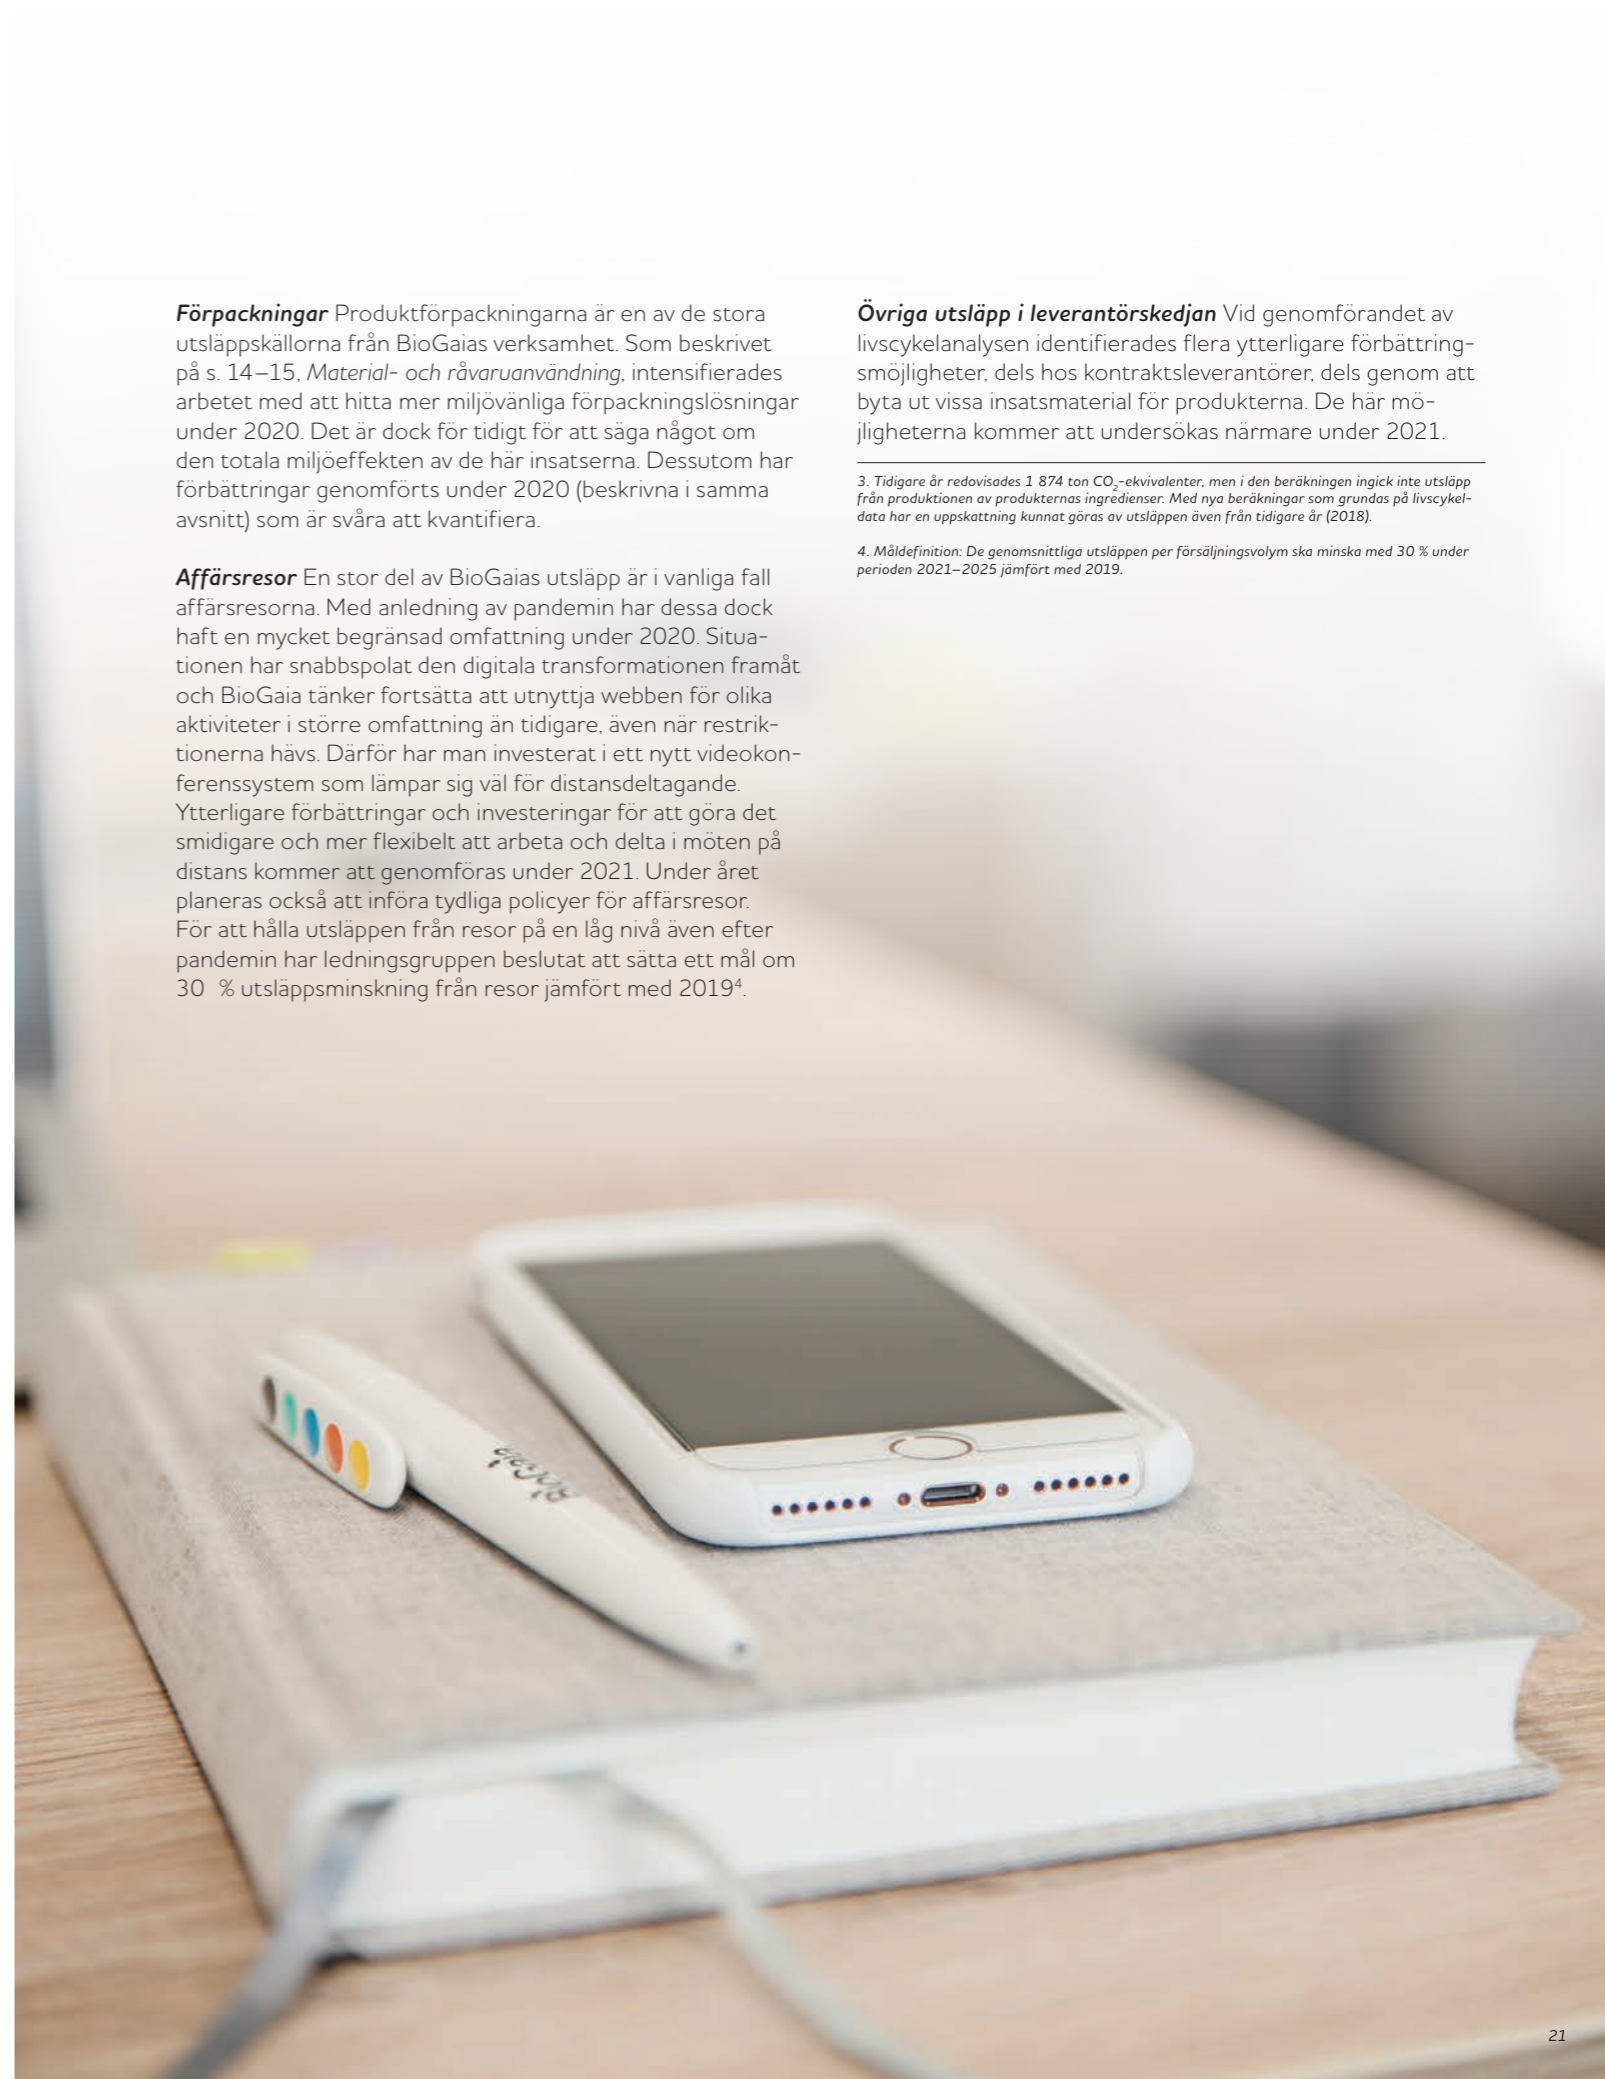 Förpackningar Produktförpackningarna är en av de stora
utsläppskällorna från BioGaias verksamhet. Som beskrivet
på s. 14–15, Material- och råvaruanvändning, intensifierades
arbetet med att hitta mer miljövänliga förpackningslösningar
under 2020. Det är dock för tidigt för att säga något om
den totala miljöeffekten av de här insatserna. Dessutom har
förbättringar genomförts under 2020 (beskrivna i samma
avsnitt) som är svåra att kvantifiera.
Affärsresor En stor del av BioGaias utsläpp är i vanliga fall
affärsresorna. Med anledning av pandemin har dessa dock
haft en mycket begränsad omfattning under 2020. Situa-
tionen har snabbspolat den digitala transformationen framåt
och BioGaia tänker fortsätta att utnyttja webben för olika
aktiviteter i större omfattning än tidigare, även när restrik-
tionerna hävs. Därför har man investerat i ett nytt videokon-
ferenssystem som lämpar sig väl för distansdeltagande.
Ytterligare förbättringar och investeringar för att göra det
smidigare och mer flexibelt att arbeta och delta i möten på
distans kommer att genomföras under 2021. Under året
planeras också att införa tydliga policyer för affärsresor.
För att hålla utsläppen från resor på en låg nivå även efter
pandemin har ledningsgruppen beslutat att sätta ett mål om
30 % utsläppsminskning från resor jämfört med 2019⁴.
Övriga utsläpp i leverantörskedjan Vid genomförandet av
livscykelanalysen identifierades flera ytterligare förbättring-
smöjligheter, dels hos kontraktsleverantörer, dels genom att
byta ut vissa insatsmaterial för produkterna. De här mö-
jligheterna kommer att undersökas närmare under 2021.
3. Tidigare år redovisades 1 874 ton CO₂-ekvivalenter, men i den beräkningen ingick inte utsläpp
från produktionen av produkternas ingredienser. Med nya beräkningar som grundas på livscykel-
data har en uppskattning kunnat göras av utsläppen även från tidigare år (2018).
4. Måldefinition: De genomsnittliga utsläppen per försäljningsvolym ska minska med 30 % under
perioden 2021–2025 jämfört med 2019.
BioGaia
21